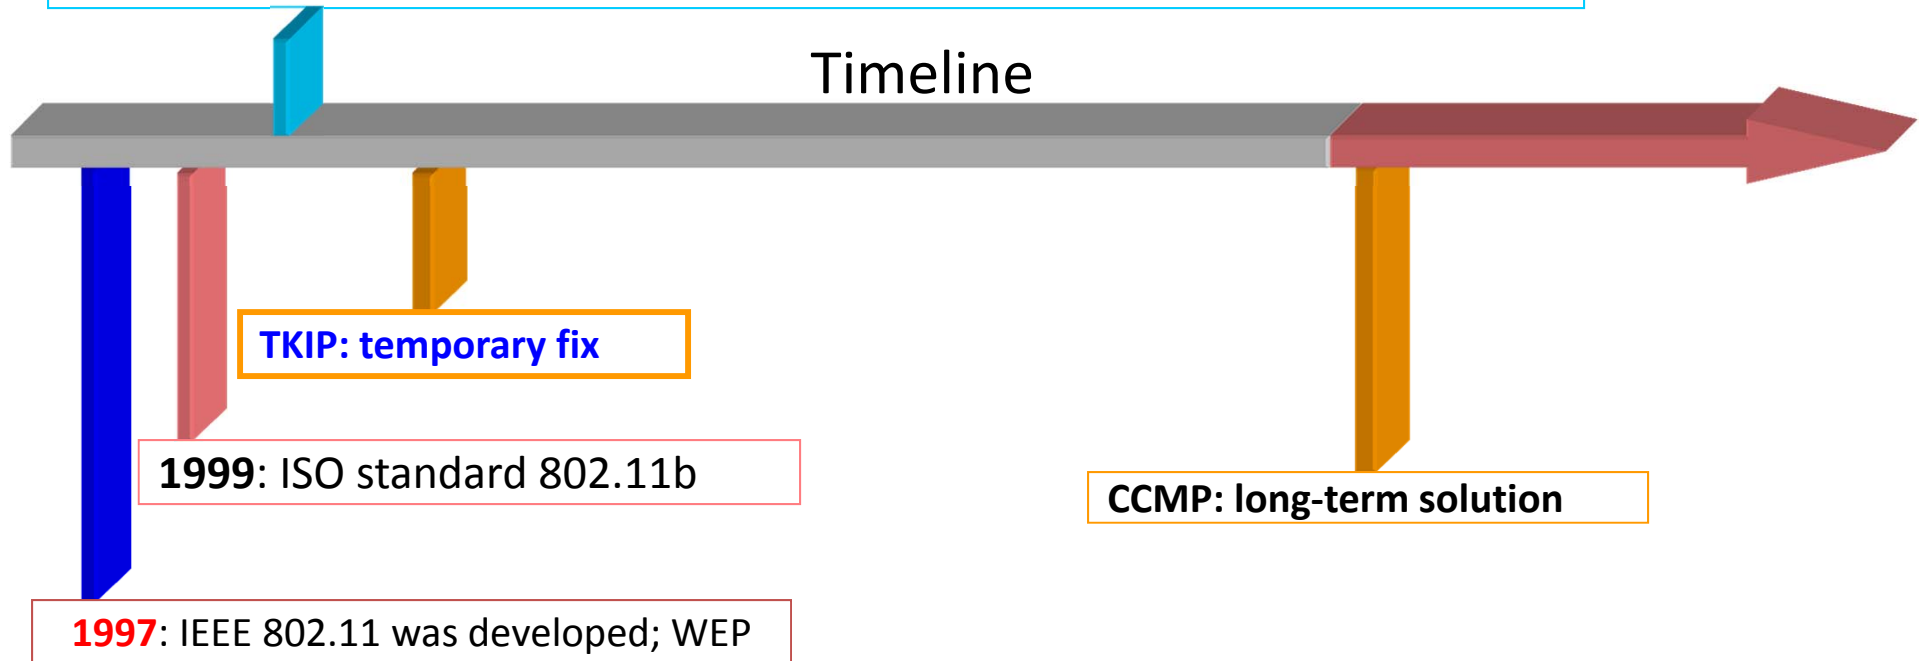 Timeline
TKIP: temporary fix
1999: ISO standard 802.11b
CCMP: long-term solution
1997: IEEE 802.11 was developed; WEP